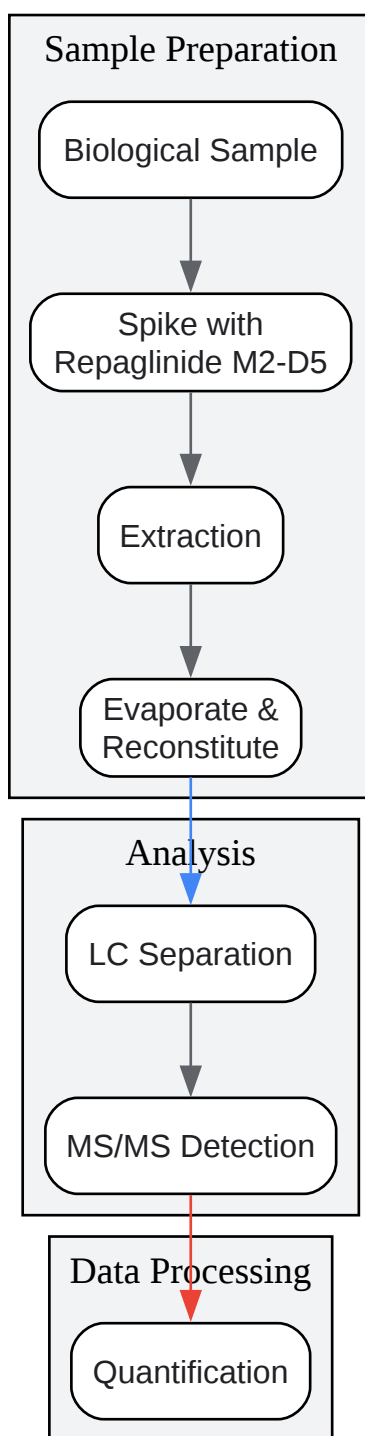 Sample Preparation
Biological Sample
Spike with
Repaglinide M2-D5
Extraction
Evaporate &
Reconstitute
Analysis
LC Separation
MS/MS Detection
Data Processing
Quantification